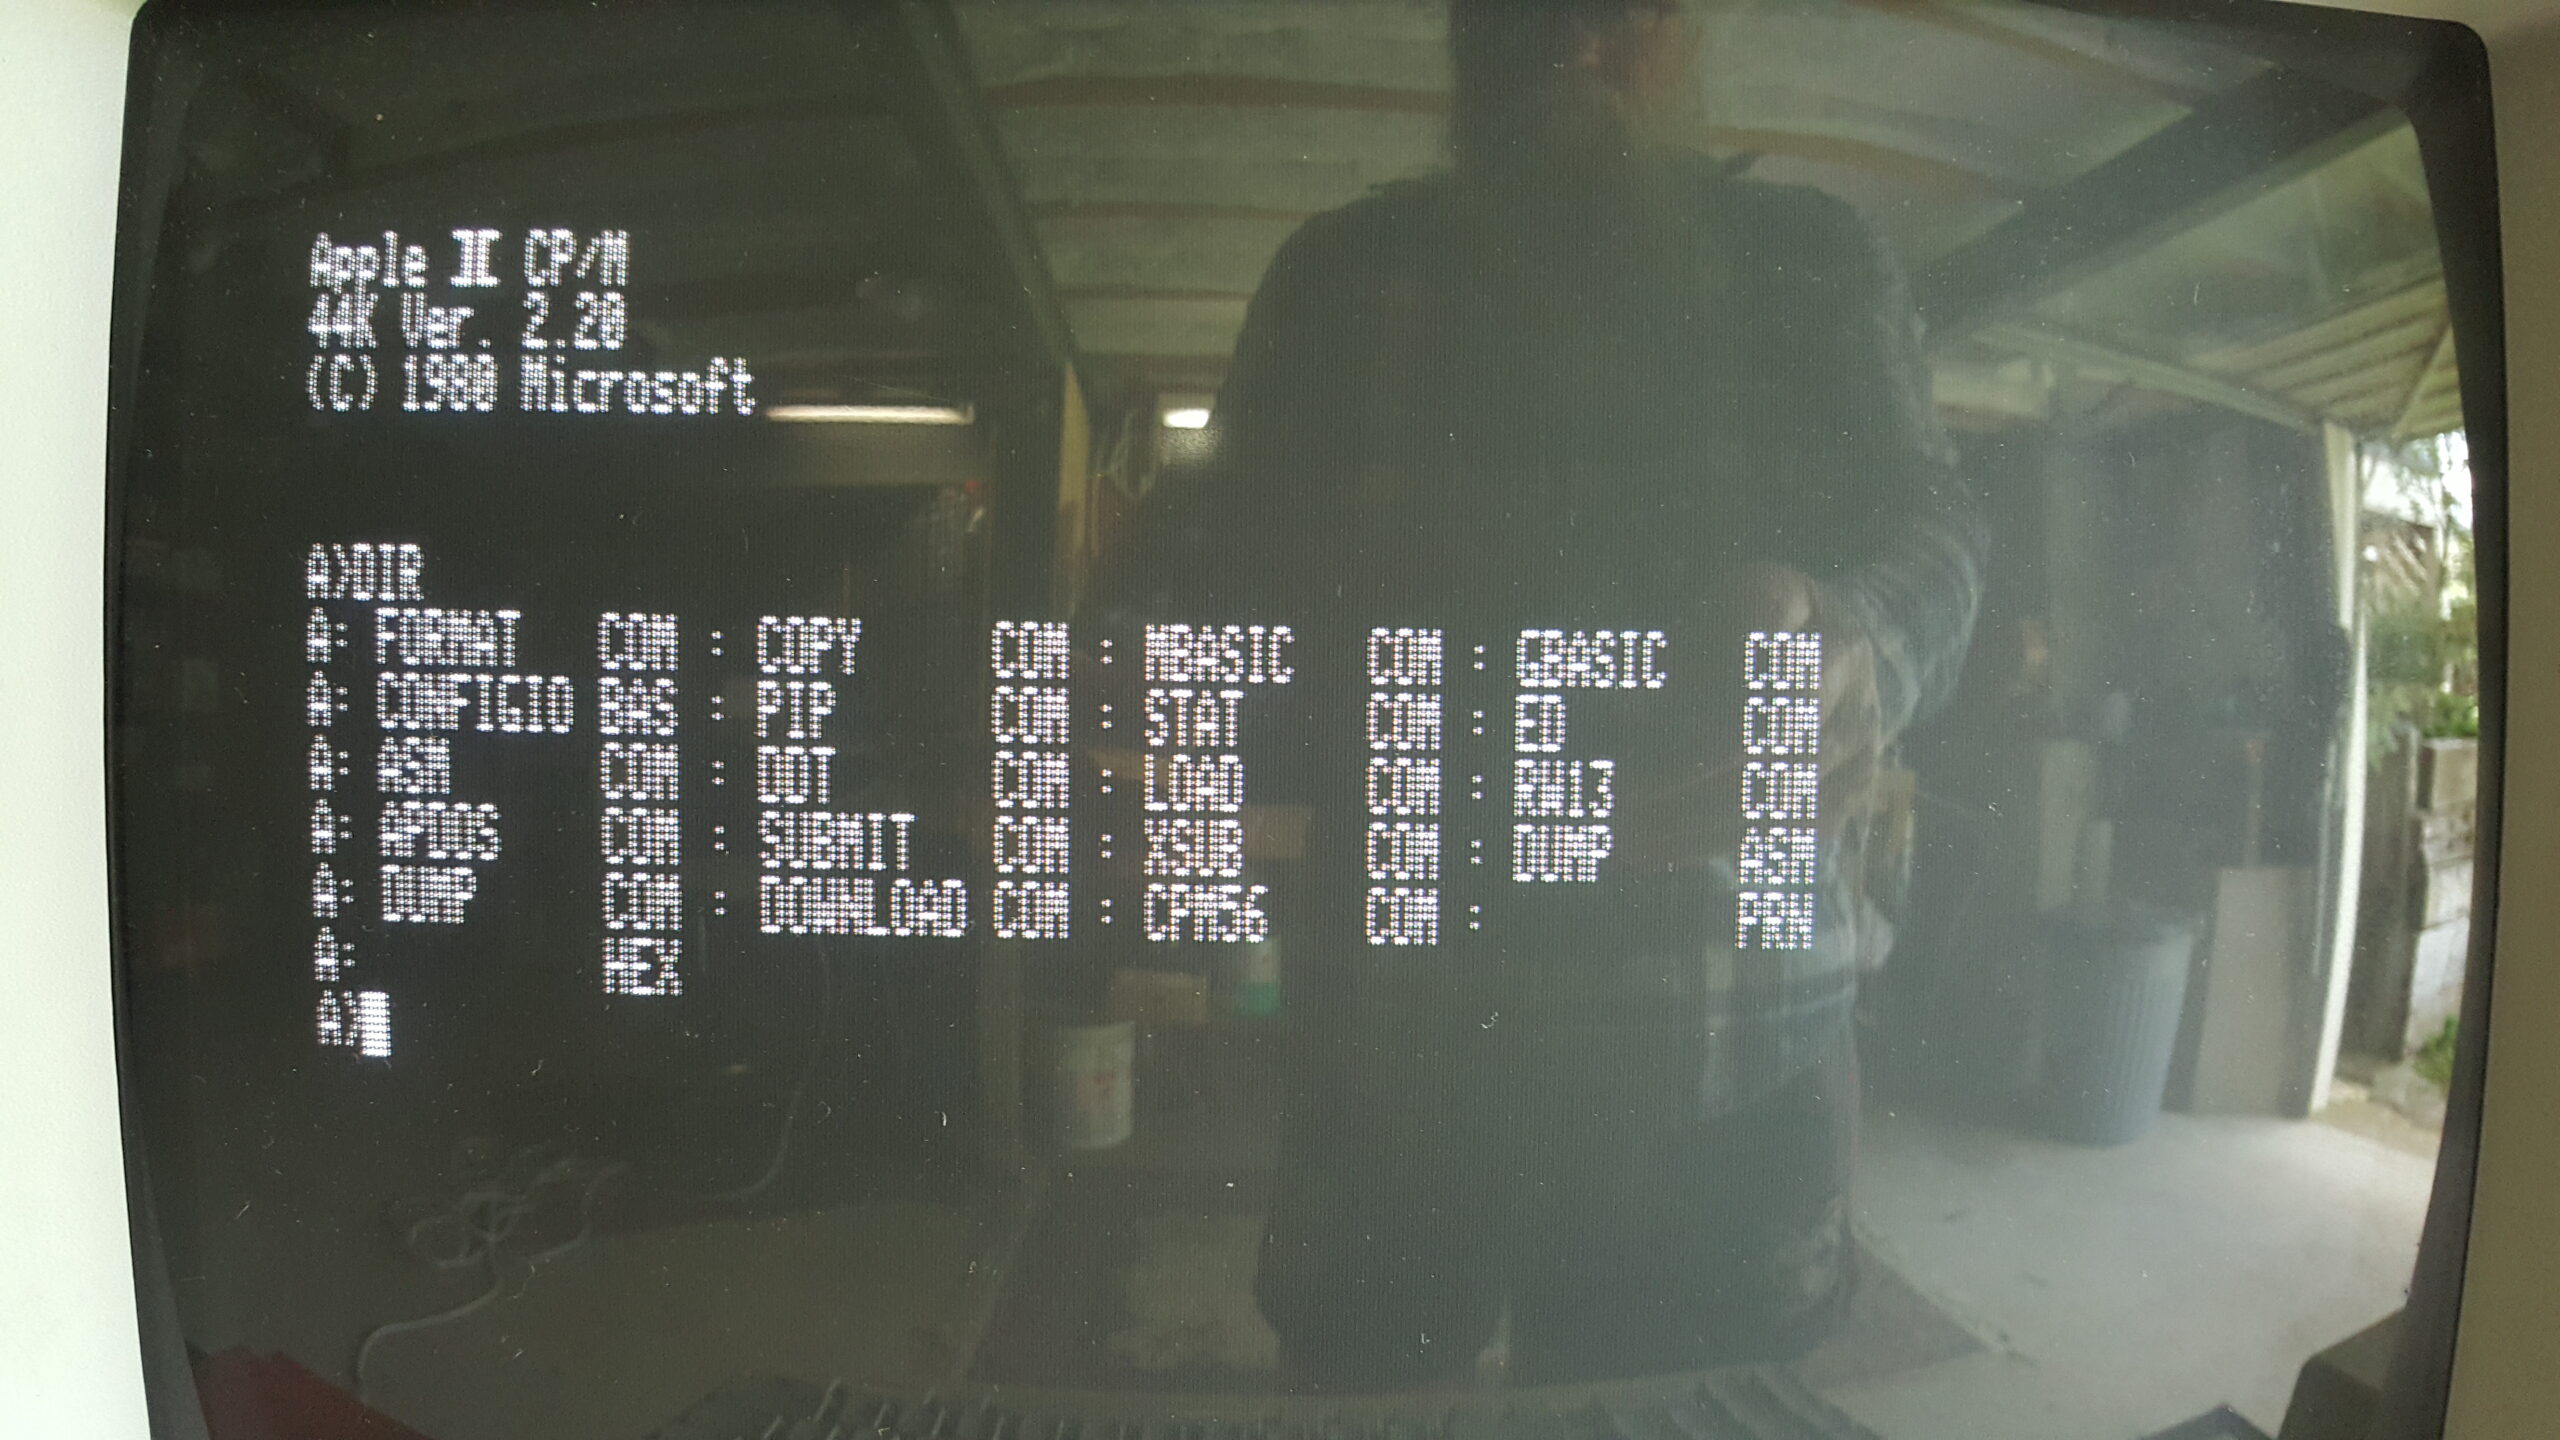 Apple ][ CP/M
44K Ver. 2.20
(C) 1980 Microsoft
A>DIR
A: FORMAT   COM : COPY     COM : MBASIC   COM : GBASIC   COM
A: CONFIGIO BAS : PIP      COM : STAT     COM : ED       COM
A: ASM      COM : DDT      COM : LOAD     COM : RW13     COM
A: APDOS    COM : SUBMIT   COM : XSUB     COM : DUMP     ASM
A: DUMP     COM : DOWNLOAD COM : CPM56    COM :          PRN
A:          HEX
A>